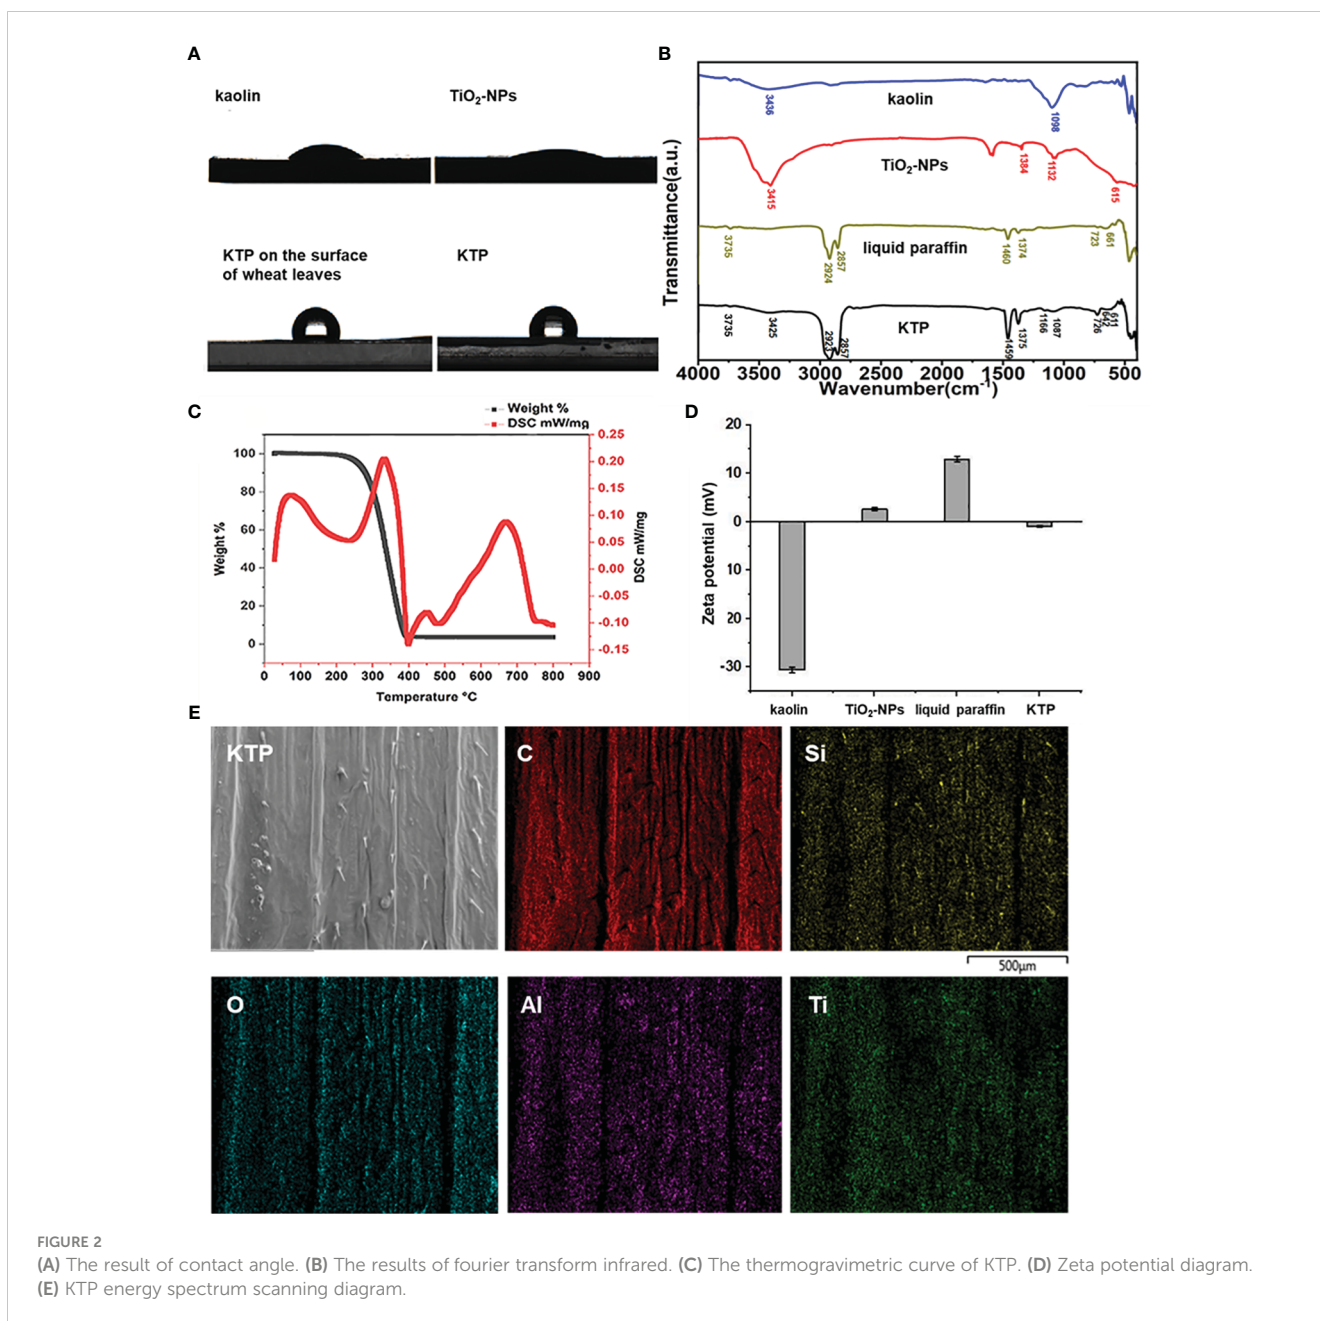 A
kaolin
TiO₂-NPs
KTP on the surface
of wheat leaves
KTP
B
Transmittance(a.u.)
kaolin
3436
1098
TiO₂-NPs
3415
1384
1132
615
liquid paraffin
3735
2924
2857
1460
1374
723
661
KTP
3735
3425
2923
2857
1459
1375
1166
1087
726
642
611
4000 3500 3000 2500 2000 1500 1000 500
Wavenumber(cm⁻¹)
C
Weight %
DSC mW/mg
Weight %
100
80
60
40
20
0
0.25
0.20
0.15
0.10
0.05
0.00
-0.05
-0.10
-0.15
DSC mW/mg
0 100 200 300 400 500 600 700 800 900
Temperature °C
D
Zeta potential (mV)
20
10
0
10
20
-30
kaolin TiO₂-NPs liquid paraffin KTP
E
KTP
C
Si
500μm
O
Al
Ti
FIGURE 2
(A) The result of contact angle. (B) The results of fourier transform infrared. (C) The thermogravimetric curve of KTP. (D) Zeta potential diagram.
(E) KTP energy spectrum scanning diagram.